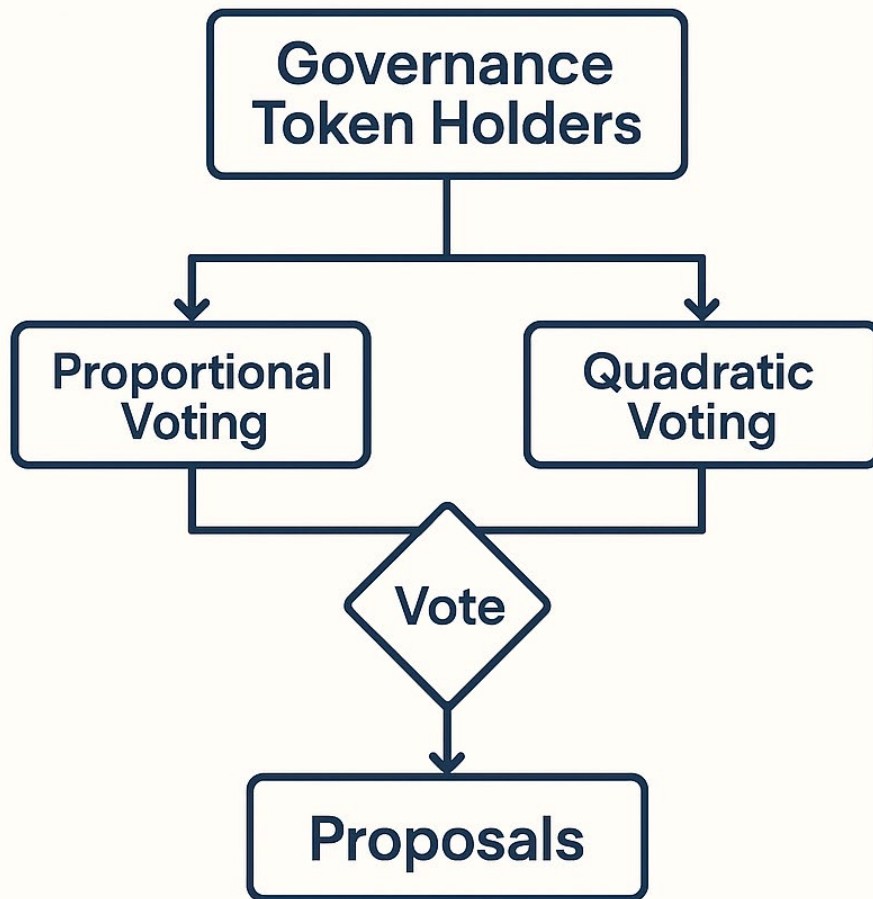 Governance
Token Holders
Proportional
Voting
Quadratic
Voting
Vote
Proposals